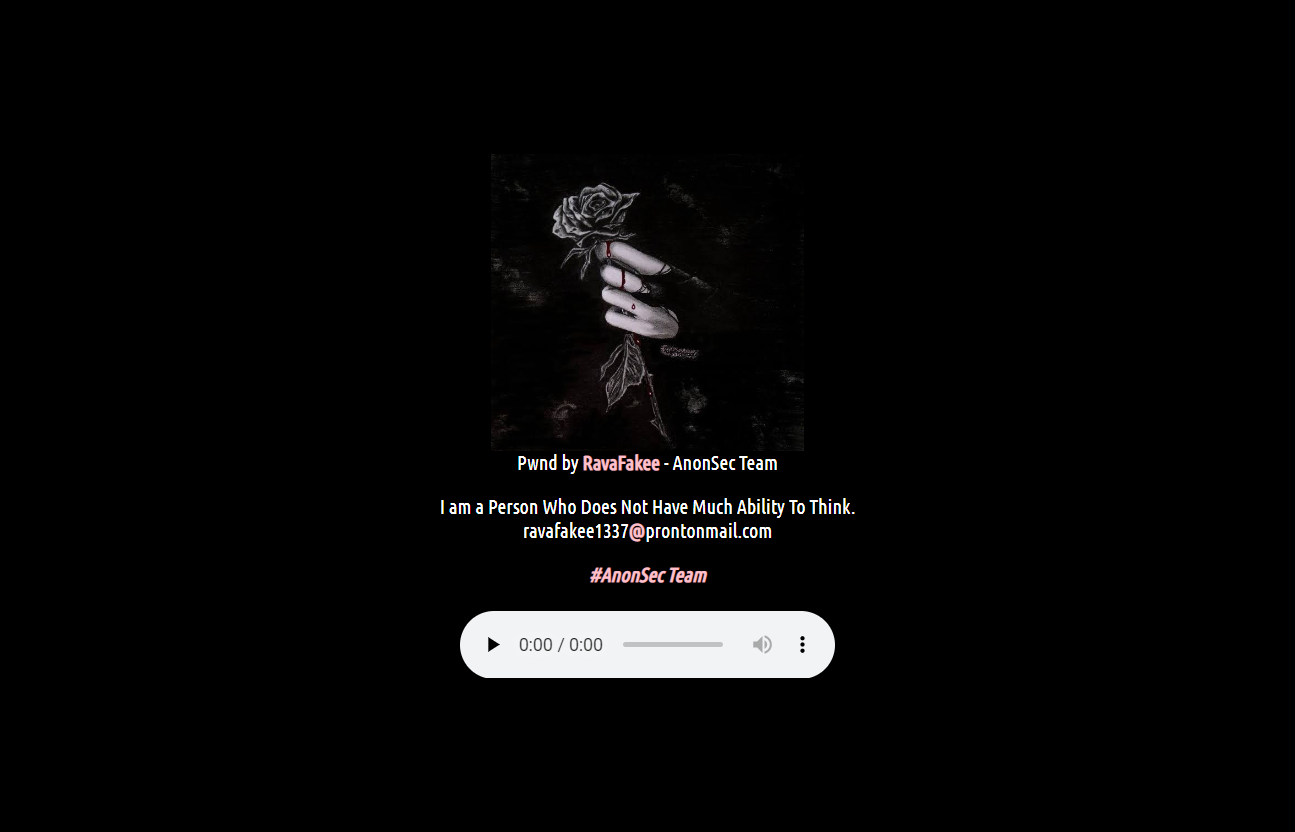 Pwnd by RavaFakee - AnonSec Team
I am a Person Who Does Not Have Much Ability To Think.
ravafakee1337@prontonmail.com
#AnonSec Team
0:00 / 0:00